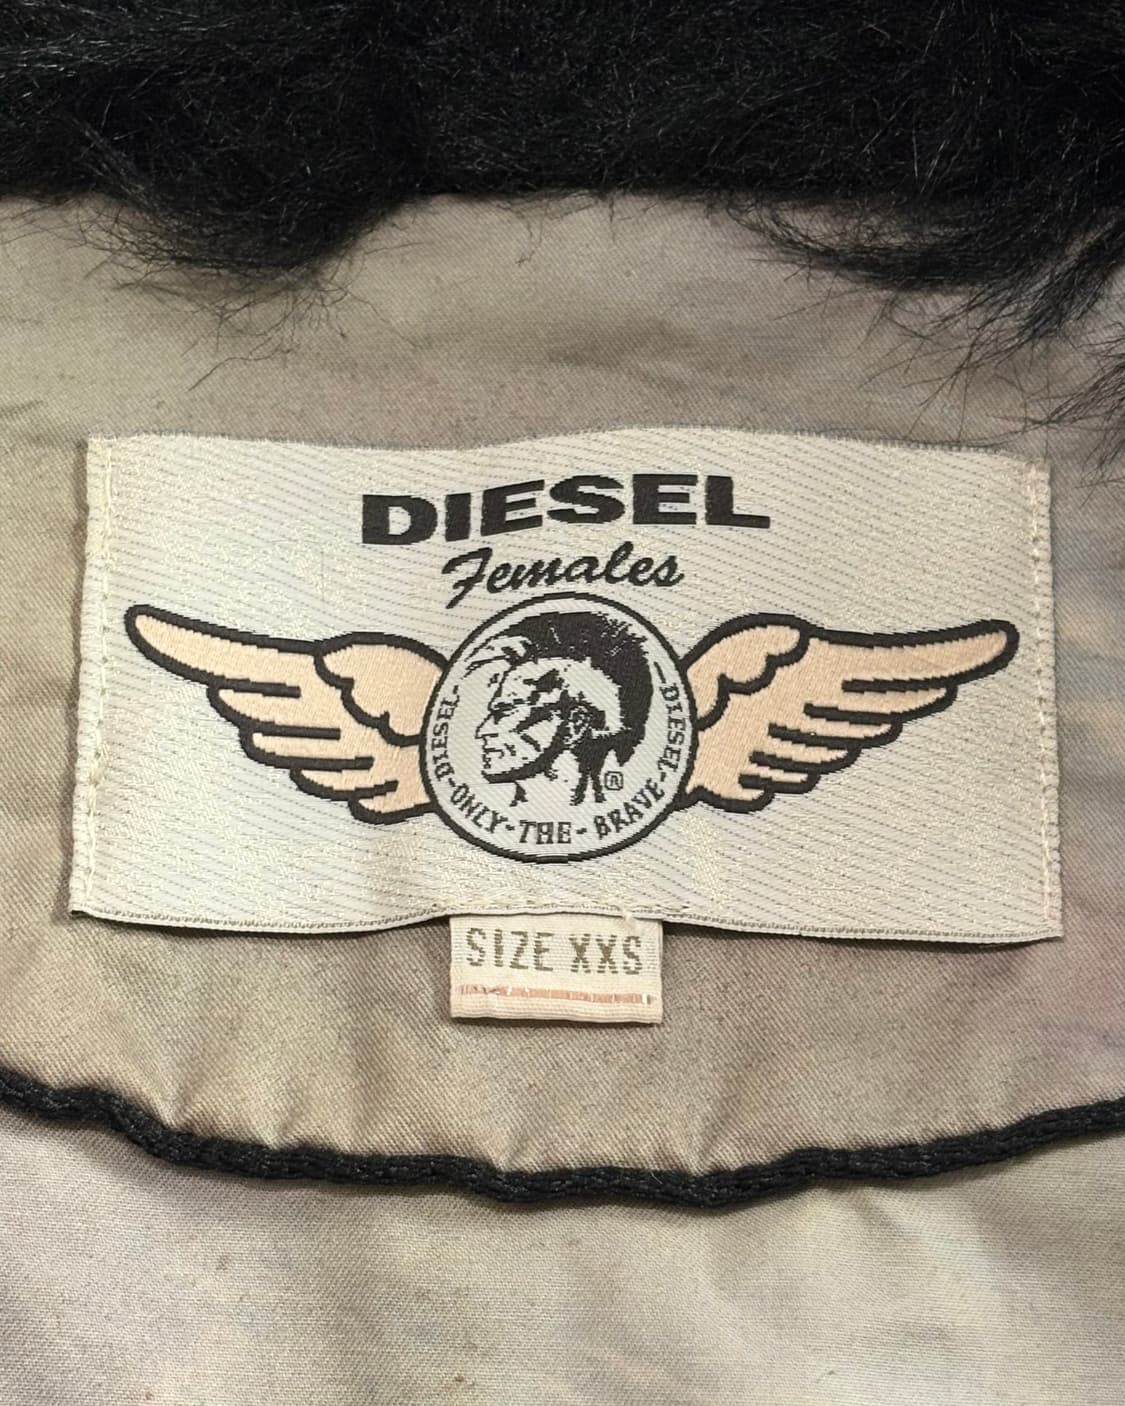 DIESEL
Females
DIESEL-ONLY-THE-BRAVE-DIESEL-
®
SIZE XXS